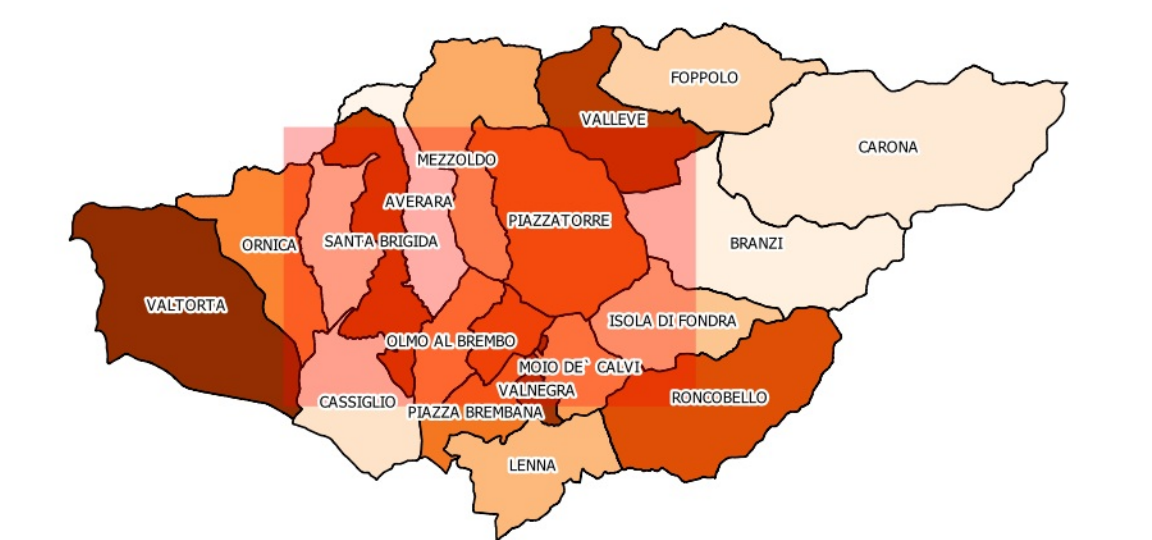 FOPPOLO
VALLEVE
CARONA
MEZZOLDO
AVERARA
PIAZZATORRE
ORNICA
SANTA BRIGIDA
BRANZI
VALTORTA
ISOLA DI FONDRA
OLMO AL BREMBO
MOIO DE` CALVI
VALNEGRA
RONCOBELLO
CASSIGLIO
PIAZZA BREMBANA
LENNA